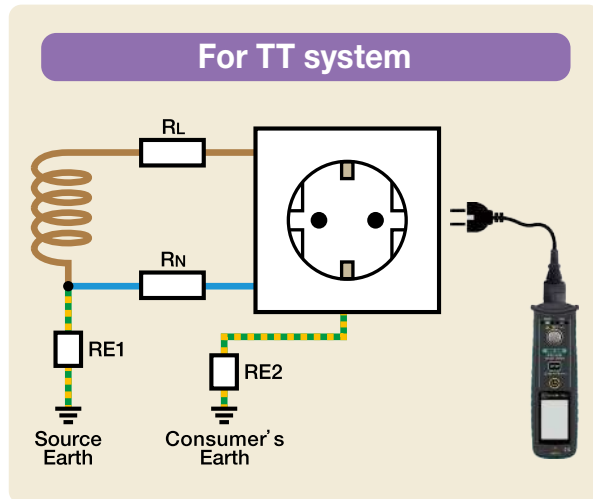 For TT system
RL
RN
RE1
RE2
Source
Earth
Consumer's
Earth